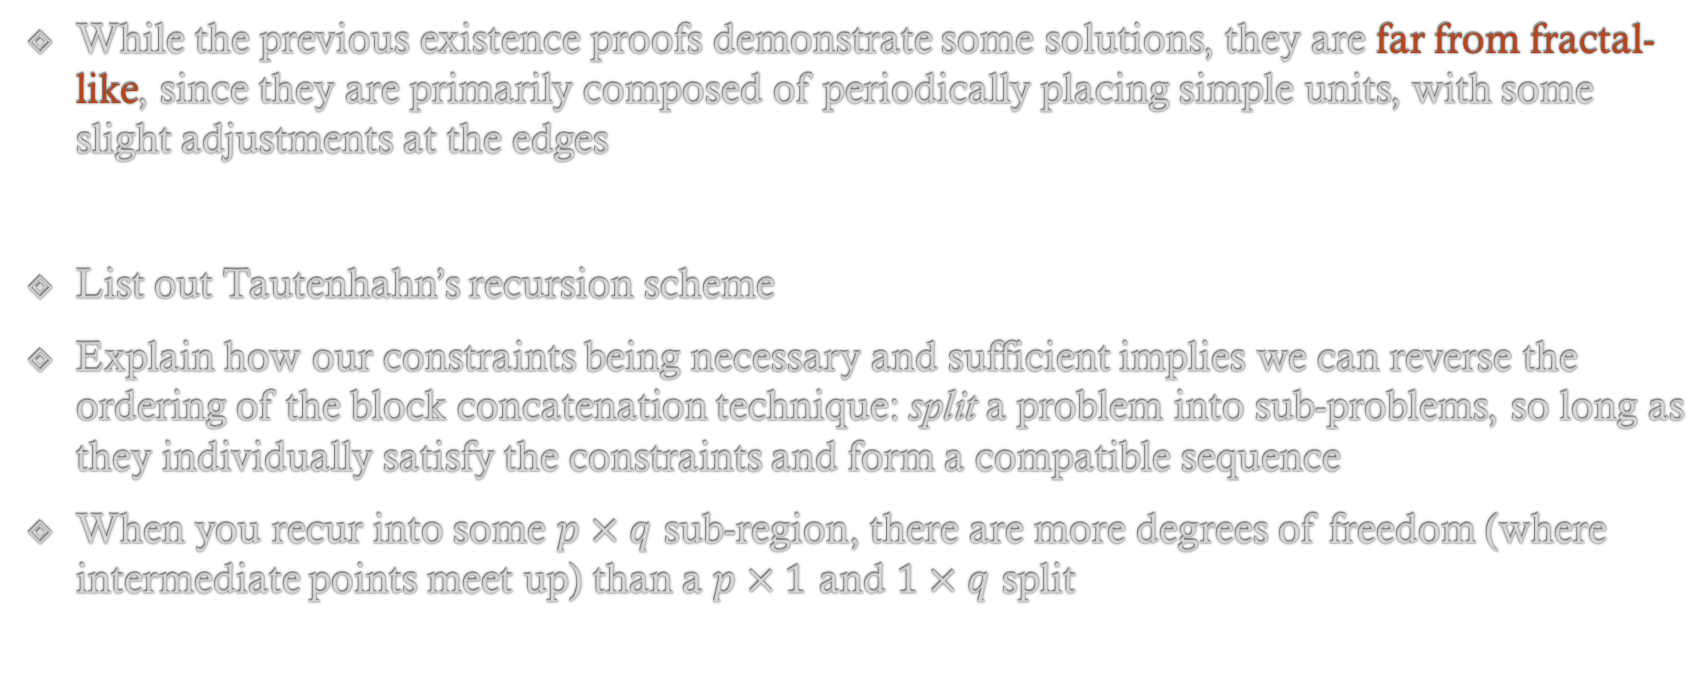 While the previous existence proofs demonstrate some solutions, they are far from fractal-
like, since they are primarily composed of periodically placing simple units, with some
slight adjustments at the edges
List out Tautenhahn’s recursion scheme
Explain how our constraints being necessary and sufficient implies we can reverse the
ordering of the block concatenation technique: split a problem into sub-problems, so long as
they individually satisfy the constraints and form a compatible sequence
When you recur into some p × q sub-region, there are more degrees of freedom (where
intermediate points meet up) than a p × 1 and 1 × q split